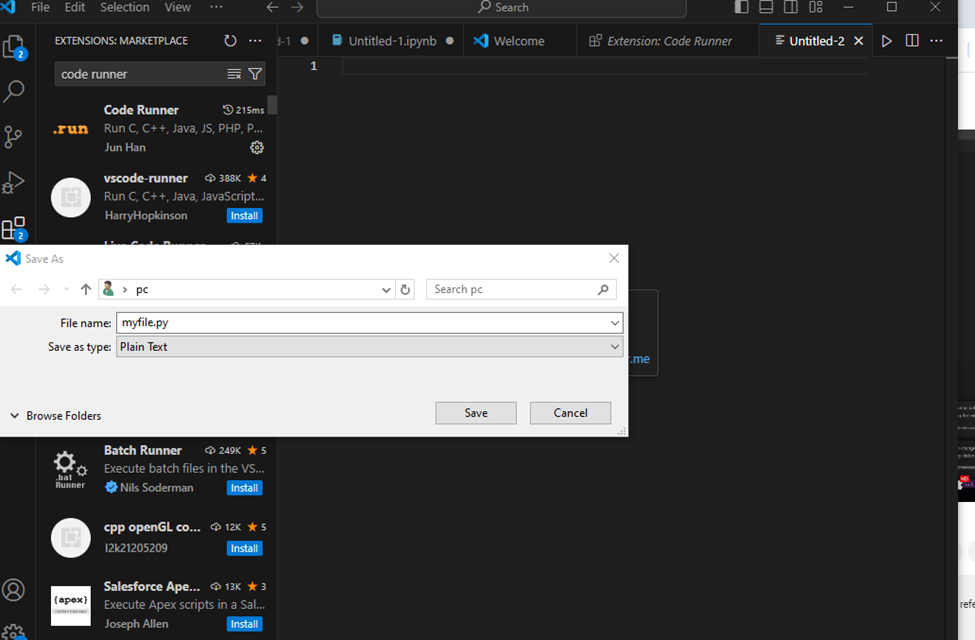 File Edit Selection View ··· Search
EXTENSIONS: MARKETPLACE ···
-1 Untitled-1.ipynb Welcome Extension: Code Runner Untitled-2
code runner
1
Code Runner 215ms
.run
Run C, C++, Java, JS, PHP, P...
Jun Han
vscode-runner 388K 4
Run C, C++, Java, JavaScript...
HarryHopkinson Install
Save As
pc
Search pc
File name: myfile.py
Save as type: Plain Text
r.me
Browse Folders
Save Cancel
Batch Runner 249K 5
.bat
Runner
Execute batch files in the VS...
Nils Soderman Install
cpp openGL co... 12K 5
l2k21205209
Install
Salesforce Ape... 13K 3
{apex}
Execute Apex scripts in a Sal...
Joseph Allen Install
2
2
refe